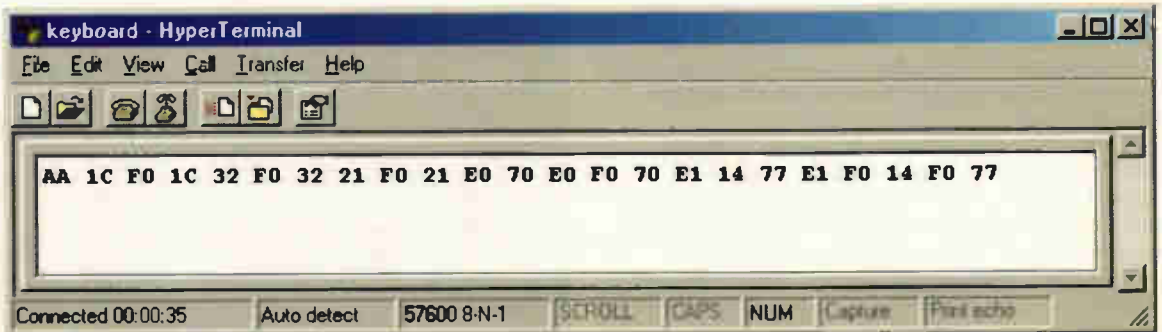 keyboard - HyperTerminal
File Edit View Call Transfer Help
AA 1C F0 1C 32 F0 32 21 F0 21 E0 70 E0 F0 70 E1 14 77 E1 F0 14 F0 77
Connected 00:00:35 Auto detect 57600 8-N-1 SCROLL CAPS NUM Capture Print echo